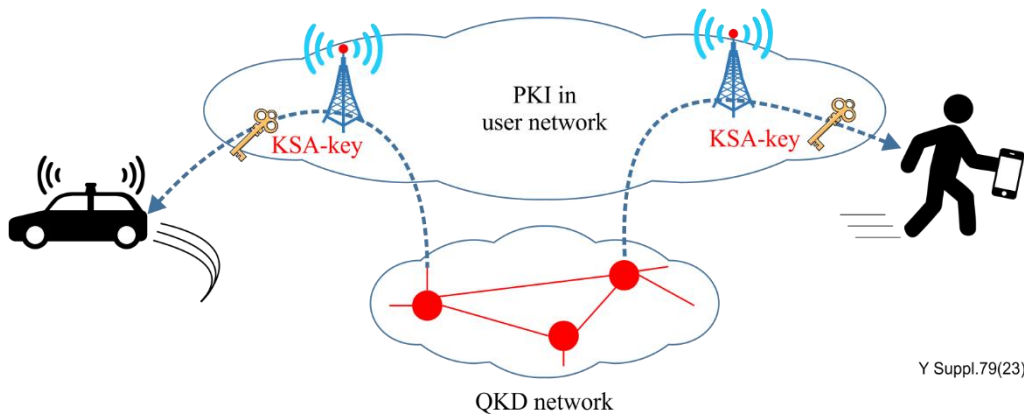 PKI in
user network
KSA-key
KSA-key
QKD network
Y Suppl.79(23)